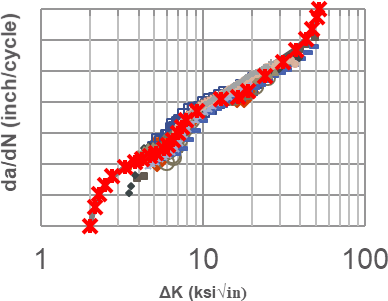 da/dN (inch/cycle)
1 10 100
ΔK (ksi√in)